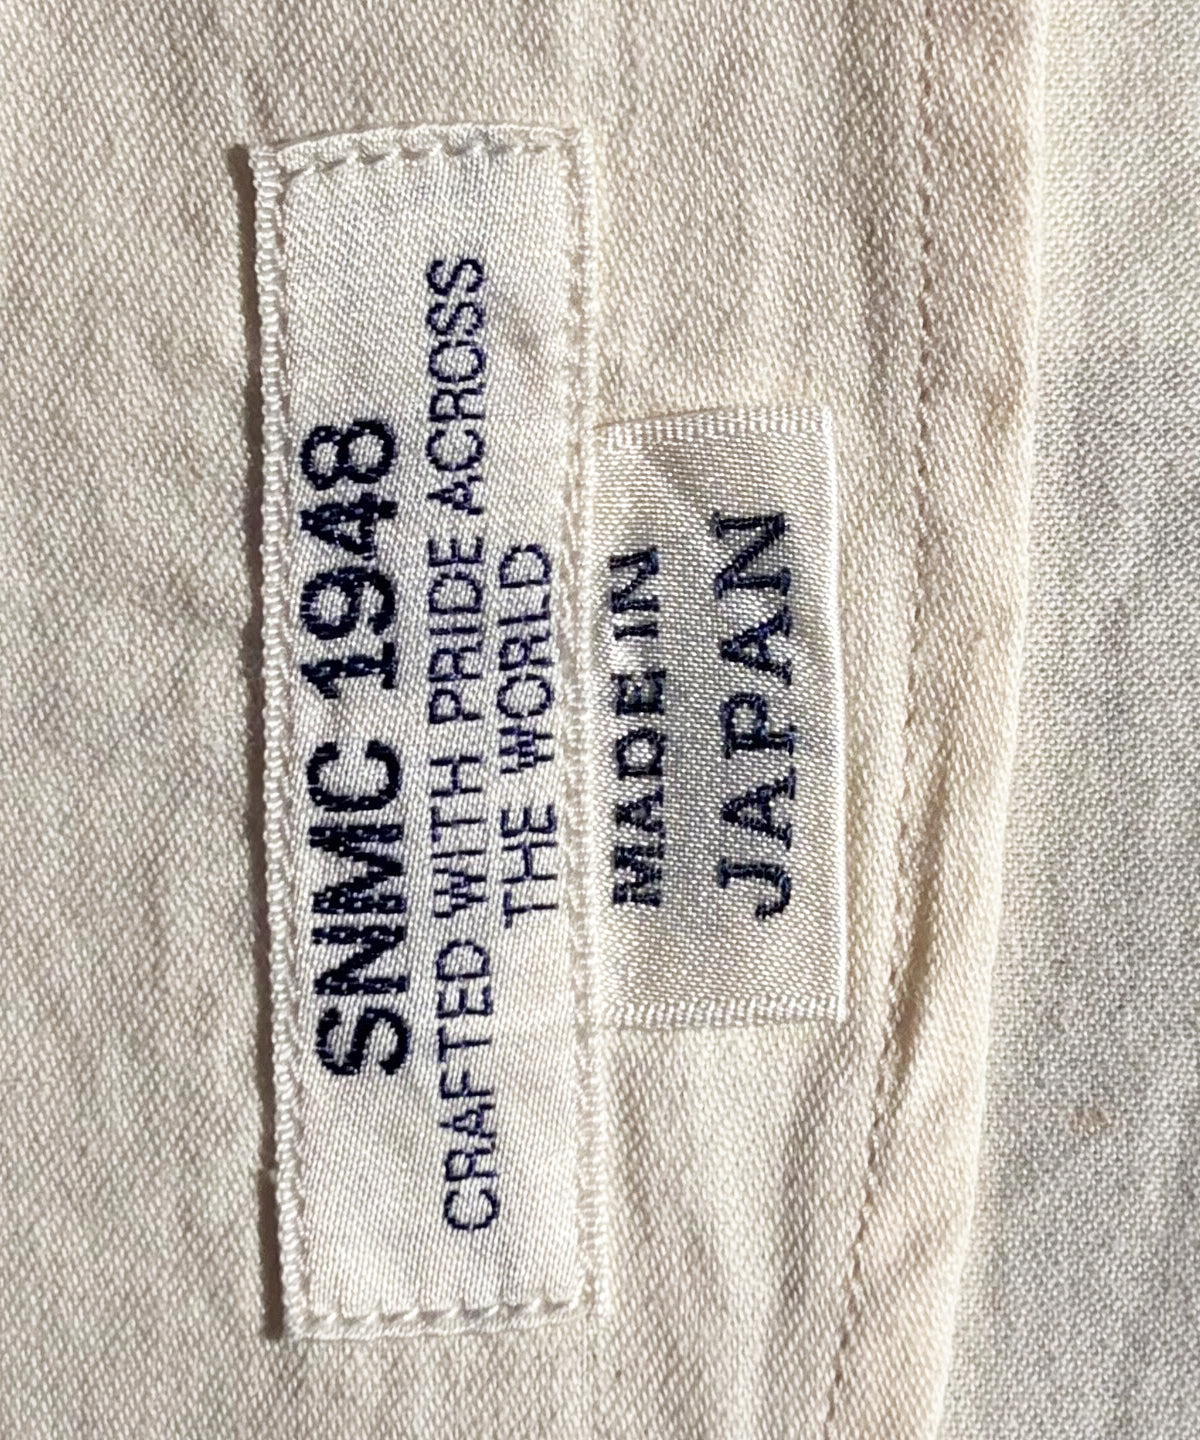 SNMC 1948
CRAFTED WITH PRIDE ACROSS
THE WORLD
MADE IN
JAPAN